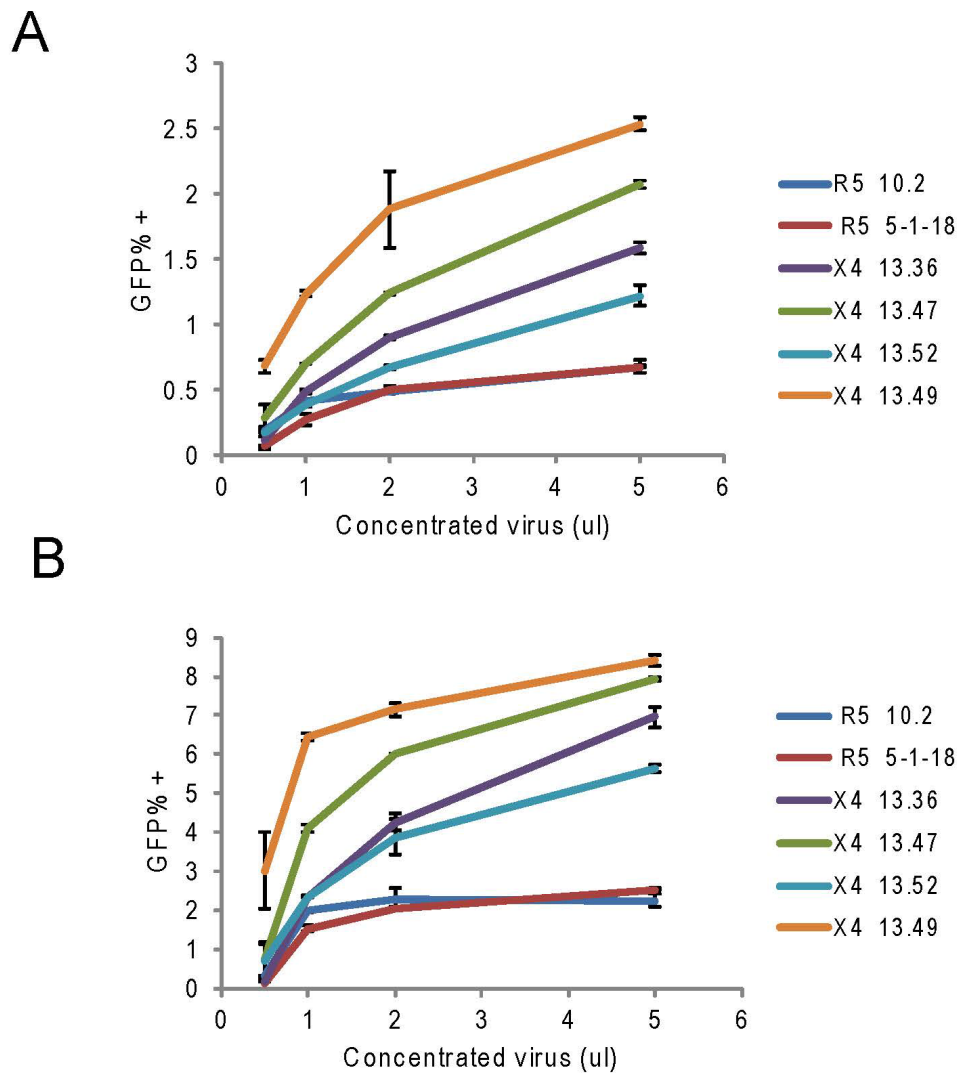 A
3
2.5
2
1.5
1
0.5
0
GFP% +
0 1 2 3 4 5 6
Concentrated virus (ul)
R5 10.2
R5 5-1-18
X4 13.36
X4 13.47
X4 13.52
X4 13.49
B
9
8
7
6
5
4
3
2
1
0
GFP% +
0 1 2 3 4 5 6
Concentrated virus (ul)
R5 10.2
R5 5-1-18
X4 13.36
X4 13.47
X4 13.52
X4 13.49